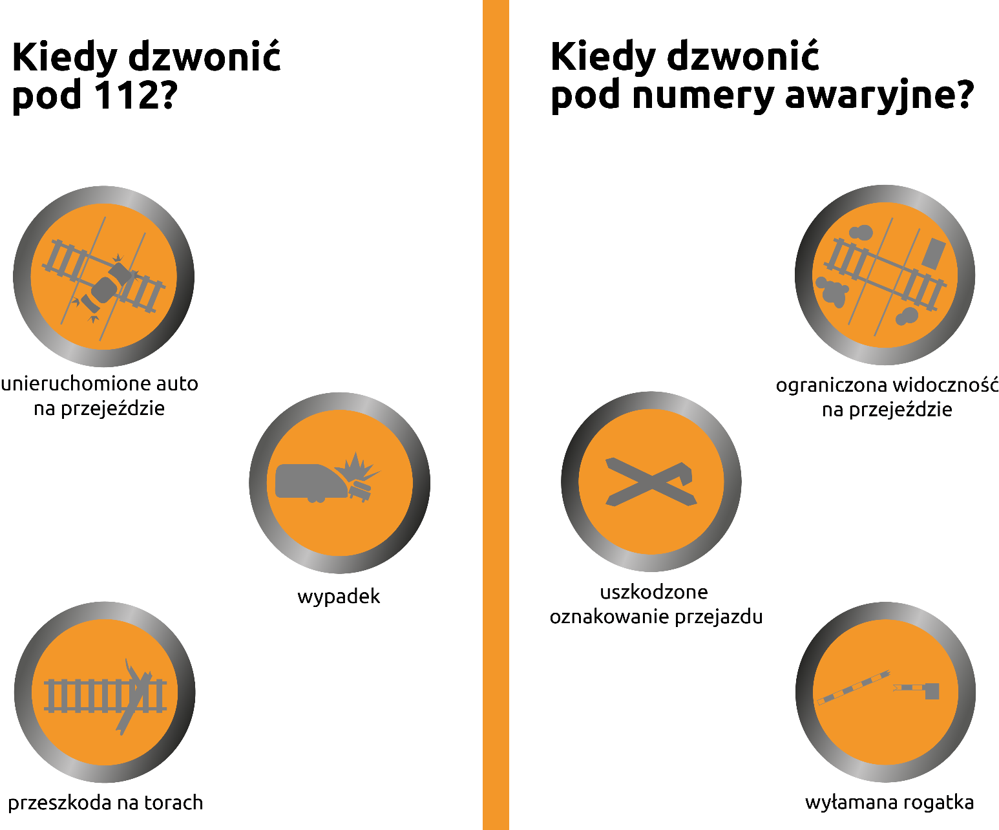 Kiedy dzwonić
pod 112?
unieruchomione auto
na przejeździe
wypadek
przeszkoda na torach
Kiedy dzwonić
pod numery awaryjne?
ograniczona widoczność
na przejeździe
uszkodzone
oznakowanie przejazdu
wyłamana rogatka